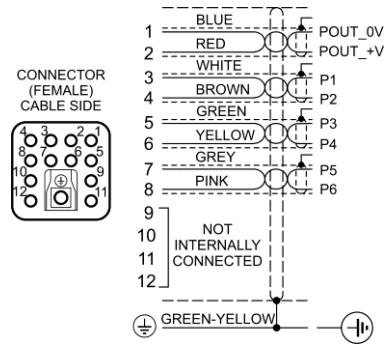 BLUE
1
POUT_0V
RED
2
POUT_+V
WHITE
3
P1
BROWN
4
P2
GREEN
5
P3
YELLOW
6
P4
GREY
7
P5
PINK
8
P6
9
10
11
12
NOT
INTERNALLY
CONNECTED
GREEN-YELLOW
CONNECTOR
(FEMALE)
CABLE SIDE
4 3 2 1
8 7 6 5
10 9
12 11